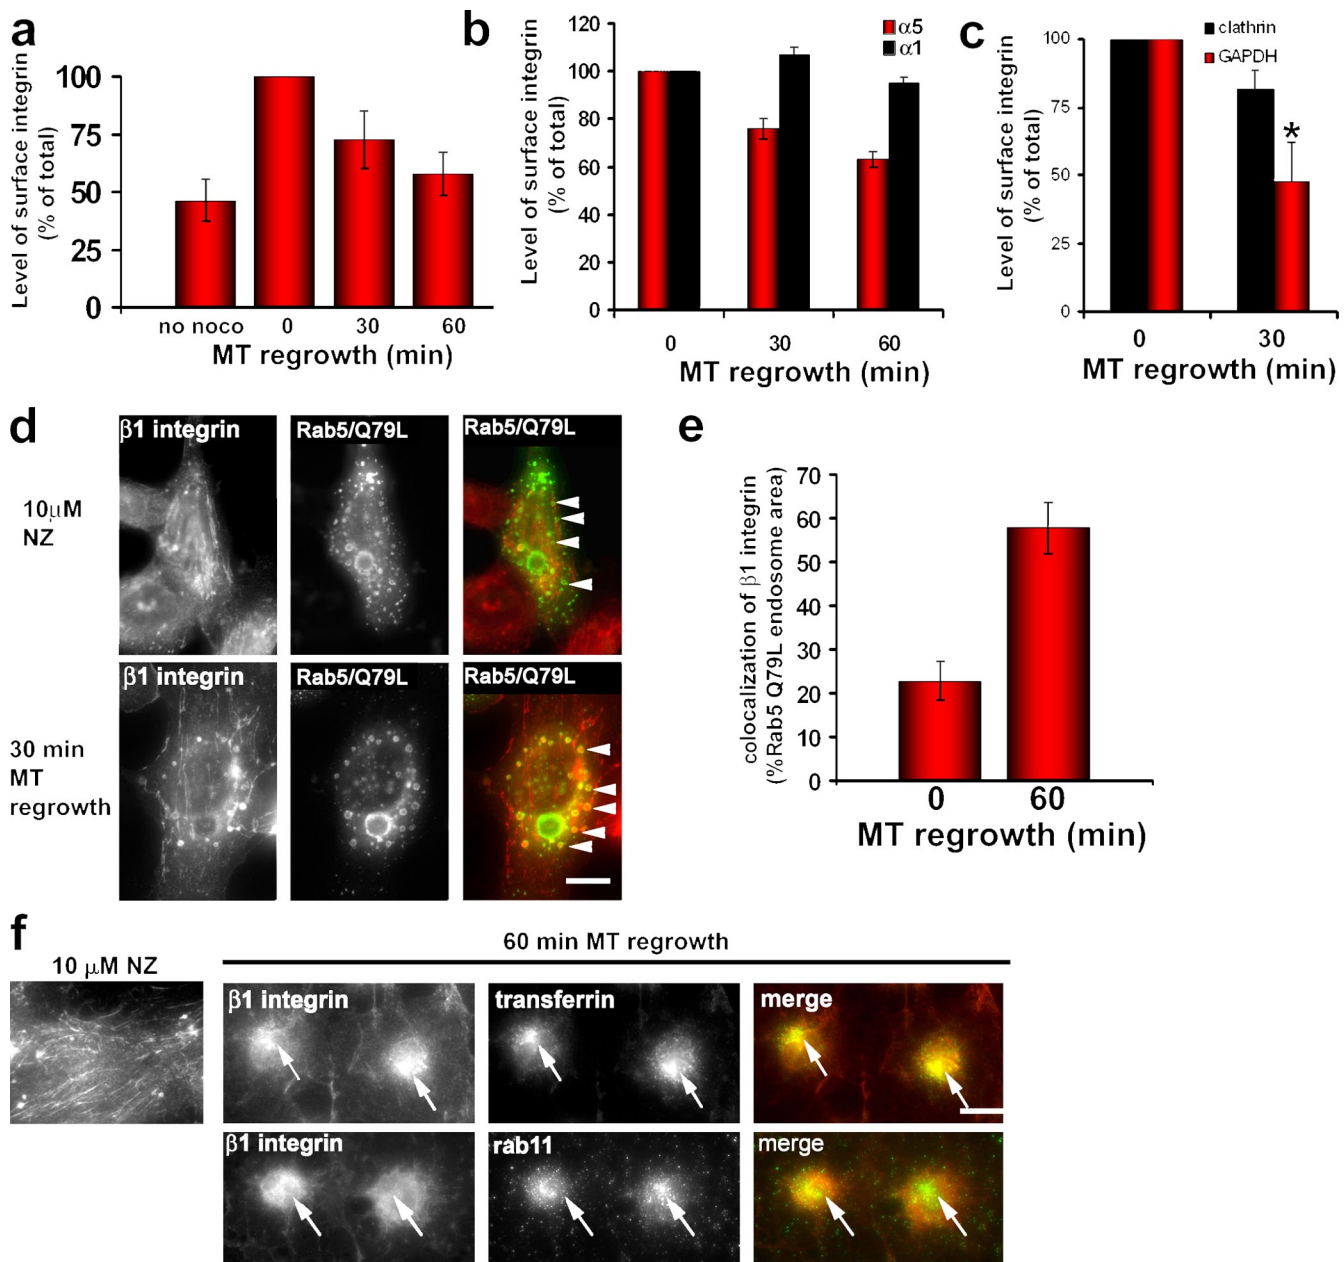 a
Level of surface integrin
(% of total)
100
75
50
25
0
no noco 0 30 60
MT regrowth (min)
b
Level of surface integrin
(% of total)
120
100
80
60
40
20
0
α5
α1
0 30 60
MT regrowth (min)
c
Level of surface integrin
(% of total)
100
75
50
25
0
clathrin
GAPDH
*
0 30
MT regrowth (min)
d
β1 integrin Rab5/Q79L Rab5/Q79L
10μM
NZ
β1 integrin Rab5/Q79L Rab5/Q79L
30 min
MT
regrowth
e
colocalization of β1 integrin
(%Rab5 Q79L endosome area)
70
60
50
40
30
20
10
0
0 60
MT regrowth (min)
f
10 μM NZ
60 min MT regrowth
β1 integrin transferrin merge
β1 integrin rab11 merge